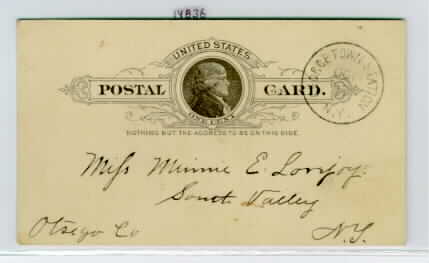 14836
UNITED STATES
POSTAL CARD.
ONE CENT
NOTHING BUT THE ADDRESS TO BE ON THIS SIDE.
Miss Minnie E. Lovejoy
South Valley
Otsego Co N.Y.